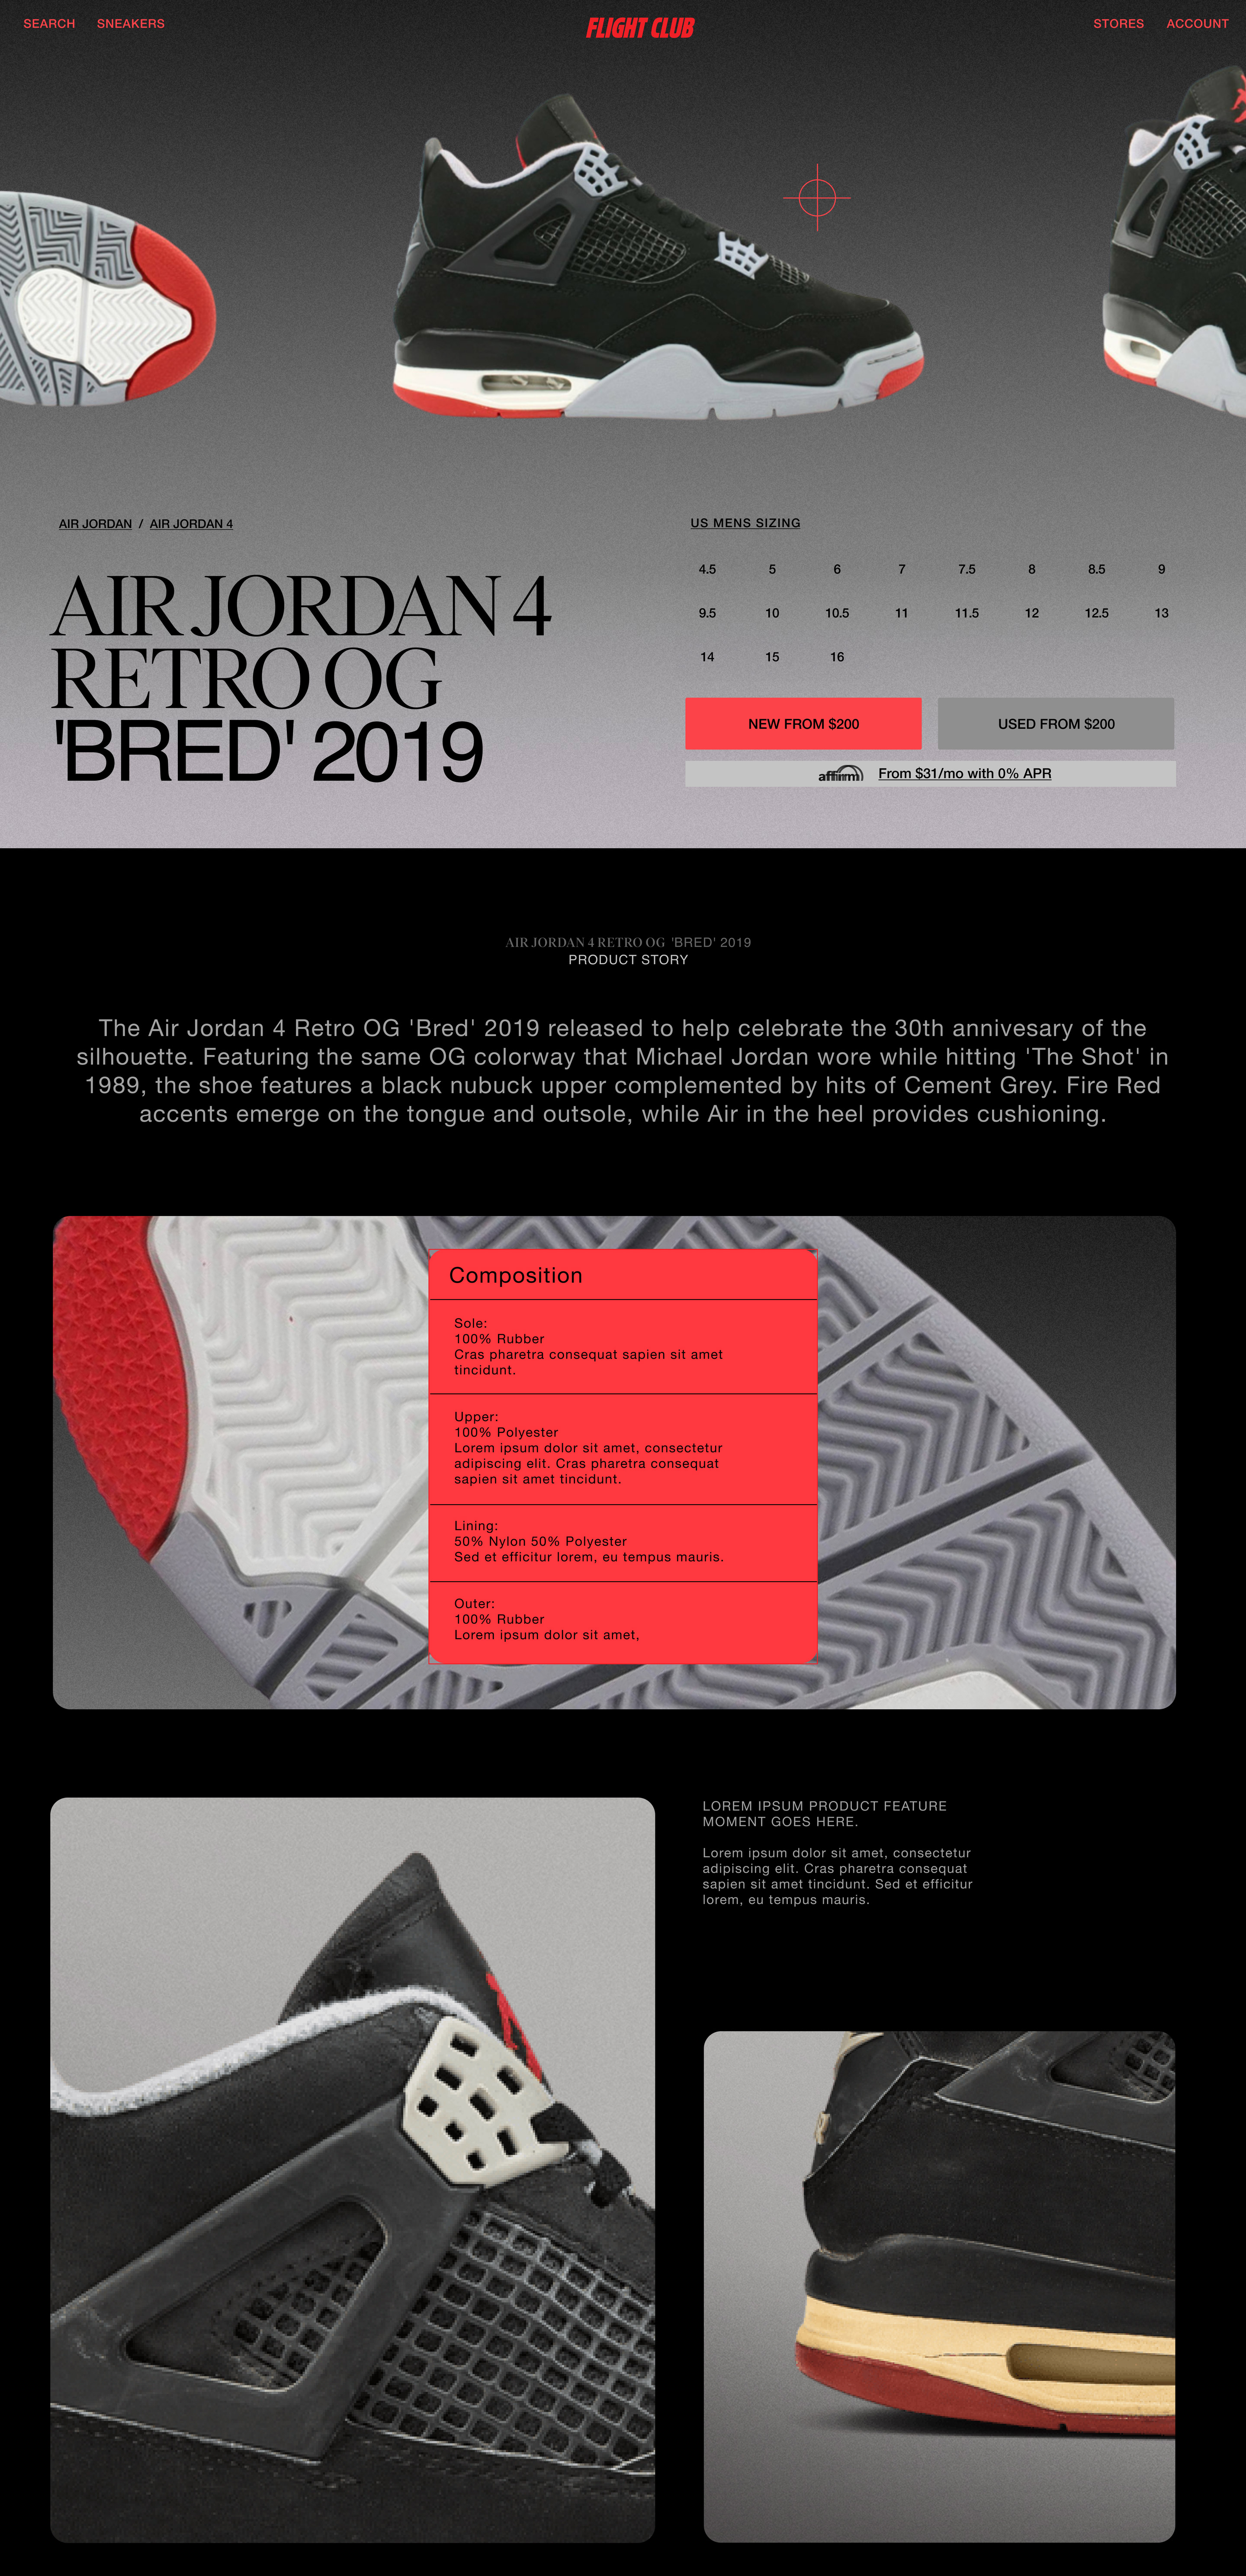 SEARCH SNEAKERS FLIGHT CLUB STORES ACCOUNT
AIR JORDAN / AIR JORDAN 4
AIR JORDAN 4
RETRO OG
'BRED' 2019
US MENS SIZING
4.5 5 6 7 7.5 8 8.5 9
9.5 10 10.5 11 11.5 12 12.5 13
14 15 16
NEW FROM $200 USED FROM $200
affirm From $31/mo with 0% APR
AIR JORDAN 4 RETRO OG 'BRED' 2019
PRODUCT STORY
The Air Jordan 4 Retro OG 'Bred' 2019 released to help celebrate the 30th annivesary of the
silhouette. Featuring the same OG colorway that Michael Jordan wore while hitting 'The Shot' in
1989, the shoe features a black nubuck upper complemented by hits of Cement Grey. Fire Red
accents emerge on the tongue and outsole, while Air in the heel provides cushioning.
Composition
Sole:
100% Rubber
Cras pharetra consequat sapien sit amet
tincidunt.
Upper:
100% Polyester
Lorem ipsum dolor sit amet, consectetur
adipiscing elit. Cras pharetra consequat
sapien sit amet tincidunt.
Lining:
50% Nylon 50% Polyester
Sed et efficitur lorem, eu tempus mauris.
Outer:
100% Rubber
Lorem ipsum dolor sit amet,
LOREM IPSUM PRODUCT FEATURE
MOMENT GOES HERE.
Lorem ipsum dolor sit amet, consectetur
adipiscing elit. Cras pharetra consequat
sapien sit amet tincidunt. Sed et efficitur
lorem, eu tempus mauris.